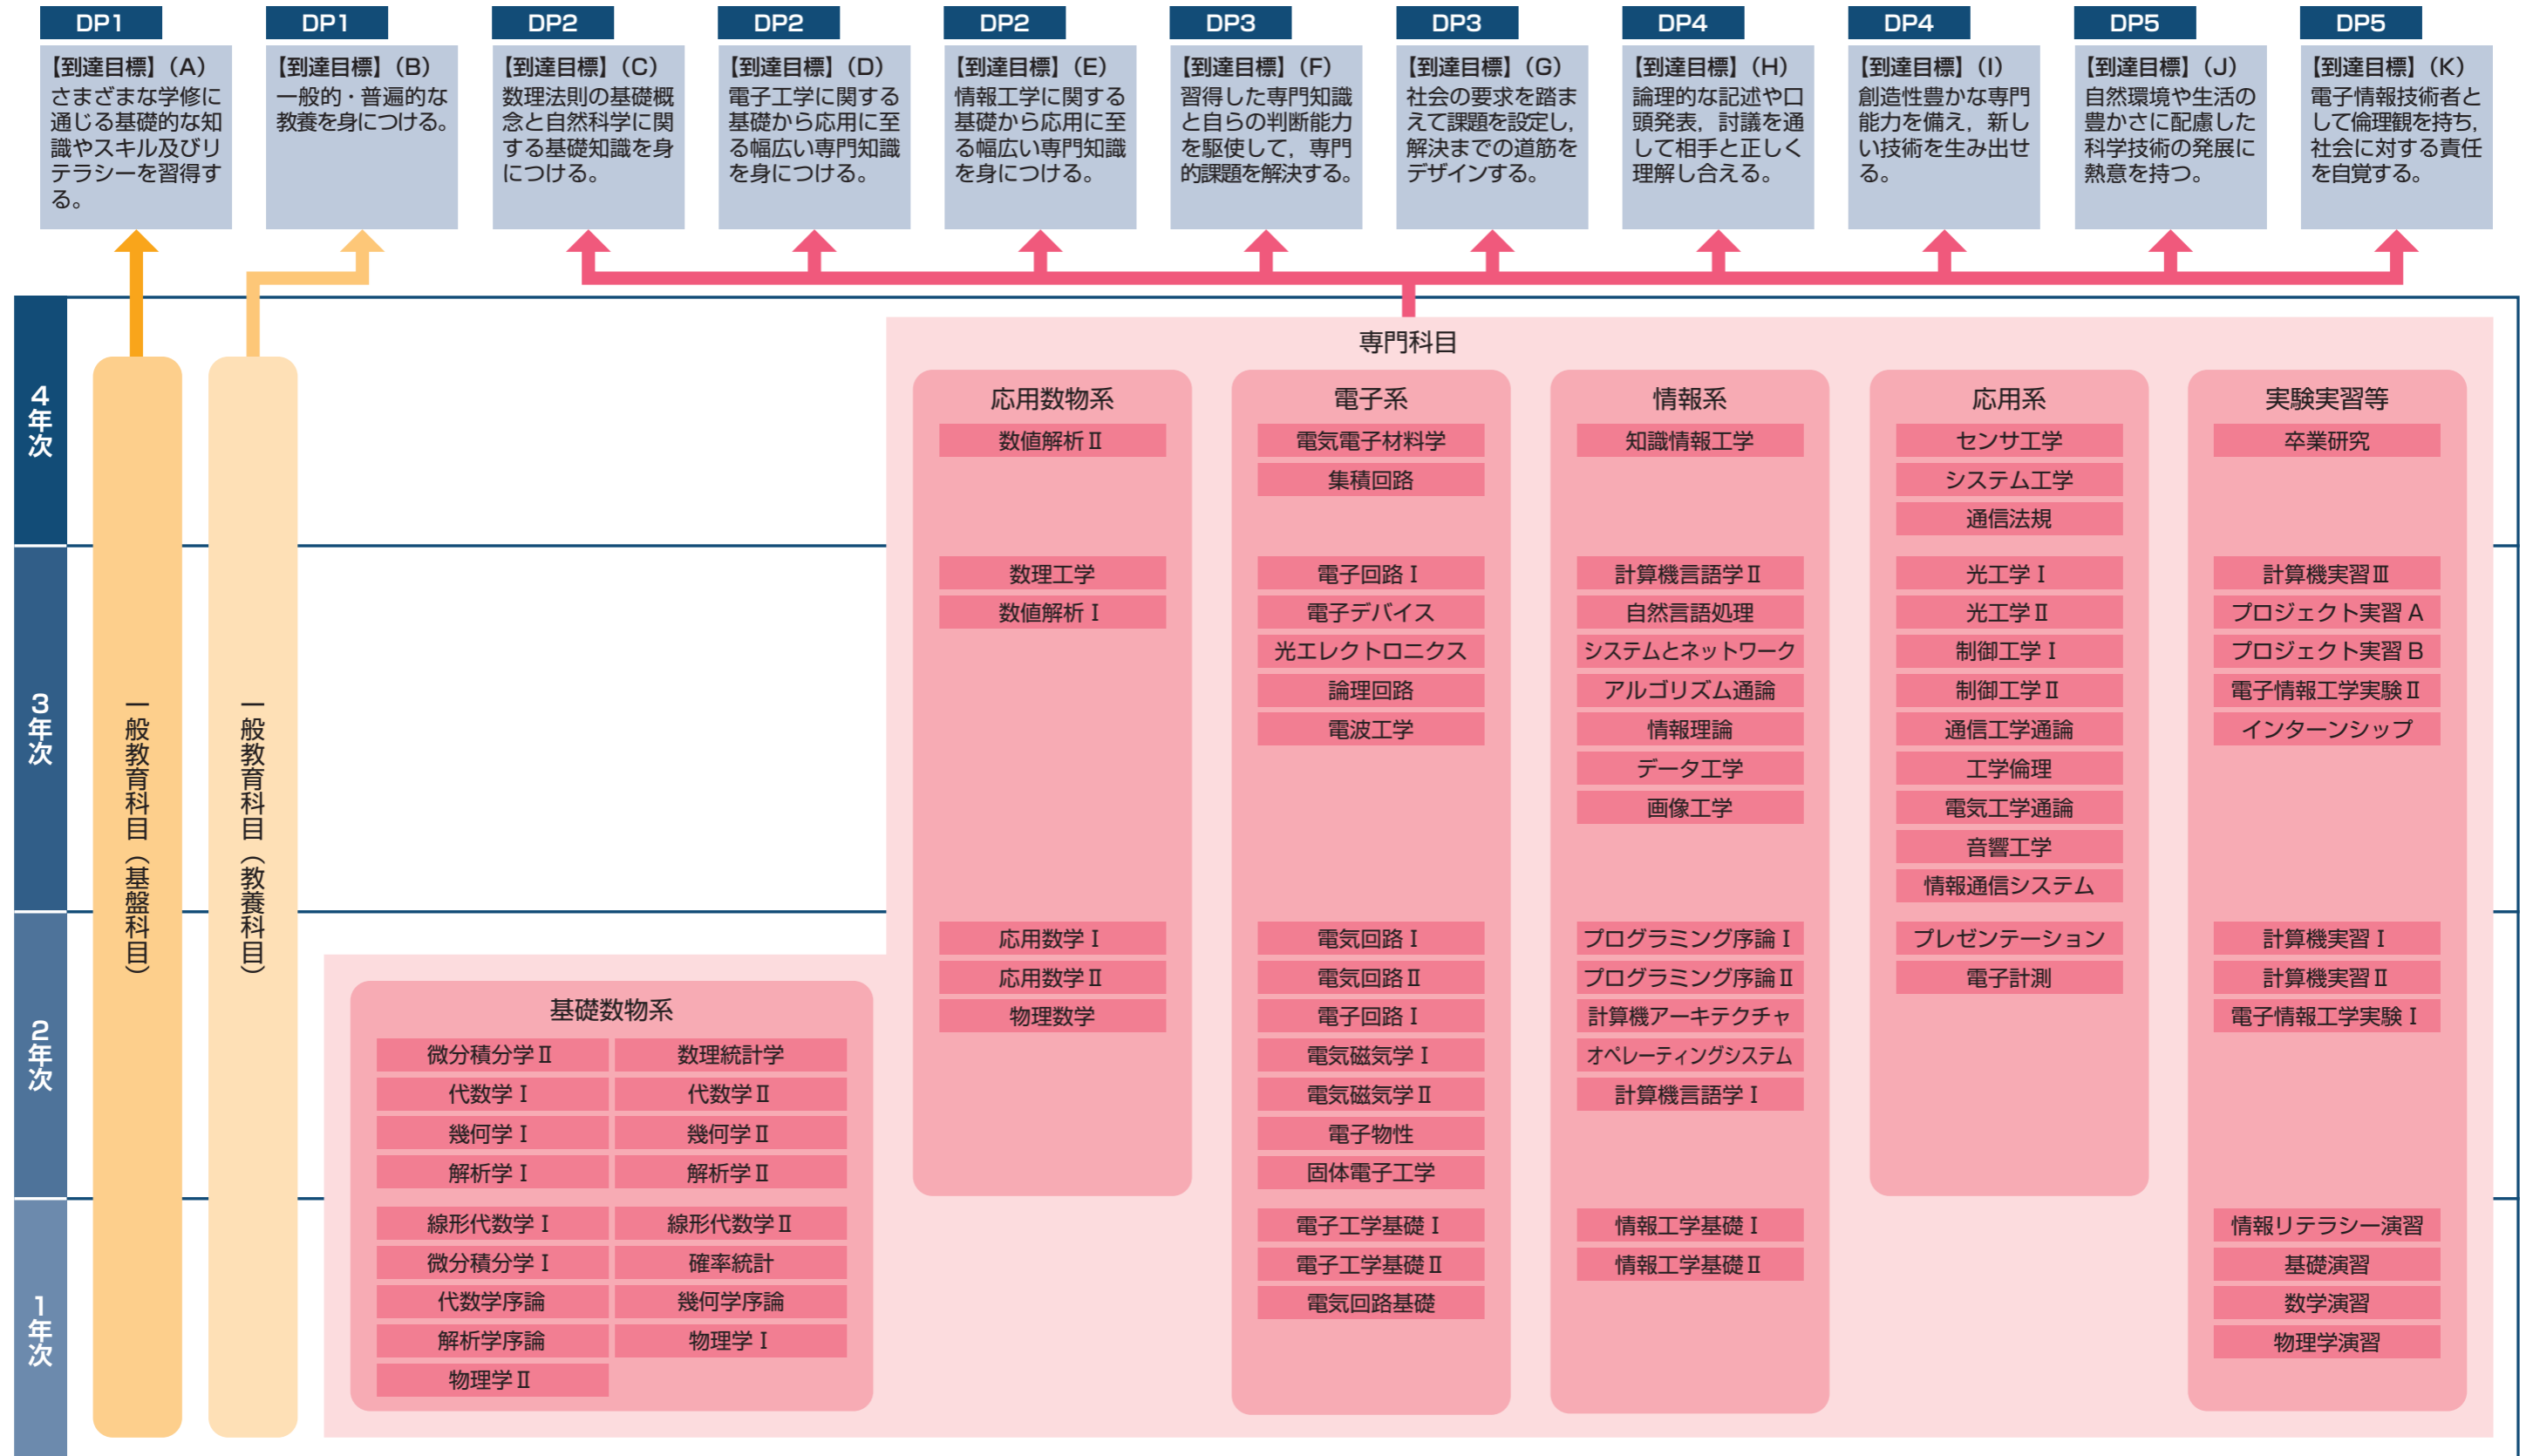 DP1
【到達目標】（A）
さまざまな学修に
通じる基礎的な知
識やスキル及びリ
テラシーを習得す
る。
DP1
【到達目標】（B）
一般的・普遍的な
教養を身につける。
DP2
【到達目標】（C）
数理法則の基礎概
念と自然科学に関
する基礎知識を身
につける。
DP2
【到達目標】（D）
電子工学に関する
基礎から応用に至
る幅広い専門知識
を身につける。
DP2
【到達目標】（E）
情報工学に関する
基礎から応用に至
る幅広い専門知識
を身につける。
DP3
【到達目標】（F）
習得した専門知識
と自らの判断能力
を駆使して，専門
的課題を解決する。
DP3
【到達目標】（G）
社会の要求を踏ま
えて課題を設定し，
解決までの道筋を
デザインする。
DP4
【到達目標】（H）
論理的な記述や口
頭発表，討議を通
して相手と正しく
理解し合える。
DP4
【到達目標】（I）
創造性豊かな専門
能力を備え，新し
い技術を生み出せ
る。
DP5
【到達目標】（J）
自然環境や生活の
豊かさに配慮した
科学技術の発展に
熱意を持つ。
DP5
【到達目標】（K）
電子情報技術者と
して倫理観を持ち，
社会に対する責任
を自覚する。
4年次
3年次
2年次
1年次
一般教育科目（基盤科目）
一般教育科目（教養科目）
専門科目
基礎数物系
微分積分学Ⅱ
数理統計学
代数学Ⅰ
代数学Ⅱ
幾何学Ⅰ
幾何学Ⅱ
解析学Ⅰ
解析学Ⅱ
線形代数学Ⅰ
線形代数学Ⅱ
微分積分学Ⅰ
確率統計
代数学序論
幾何学序論
解析学序論
物理学Ⅰ
物理学Ⅱ
応用数物系
数値解析Ⅱ
数理工学
数値解析Ⅰ
応用数学Ⅰ
応用数学Ⅱ
物理数学
電子系
電気電子材料学
集積回路
電子回路Ⅰ
電子デバイス
光エレクトロニクス
論理回路
電波工学
電気回路Ⅰ
電気回路Ⅱ
電子回路Ⅰ
電気磁気学Ⅰ
電気磁気学Ⅱ
電子物性
固体電子工学
電子工学基礎Ⅰ
電子工学基礎Ⅱ
電気回路基礎
情報系
知識情報工学
計算機言語学Ⅱ
自然言語処理
システムとネットワーク
アルゴリズム通論
情報理論
データ工学
画像工学
プログラミング序論Ⅰ
プログラミング序論Ⅱ
計算機アーキテクチャ
オペレーティングシステム
計算機言語学Ⅰ
情報工学基礎Ⅰ
情報工学基礎Ⅱ
応用系
センサ工学
システム工学
通信法規
光工学Ⅰ
光工学Ⅱ
制御工学Ⅰ
制御工学Ⅱ
通信工学通論
工学倫理
電気工学通論
音響工学
情報通信システム
プレゼンテーション
電子計測
実験実習等
卒業研究
計算機実習Ⅲ
プロジェクト実習A
プロジェクト実習B
電子情報工学実験Ⅱ
インターンシップ
計算機実習Ⅰ
計算機実習Ⅱ
電子情報工学実験Ⅰ
情報リテラシー演習
基礎演習
数学演習
物理学演習